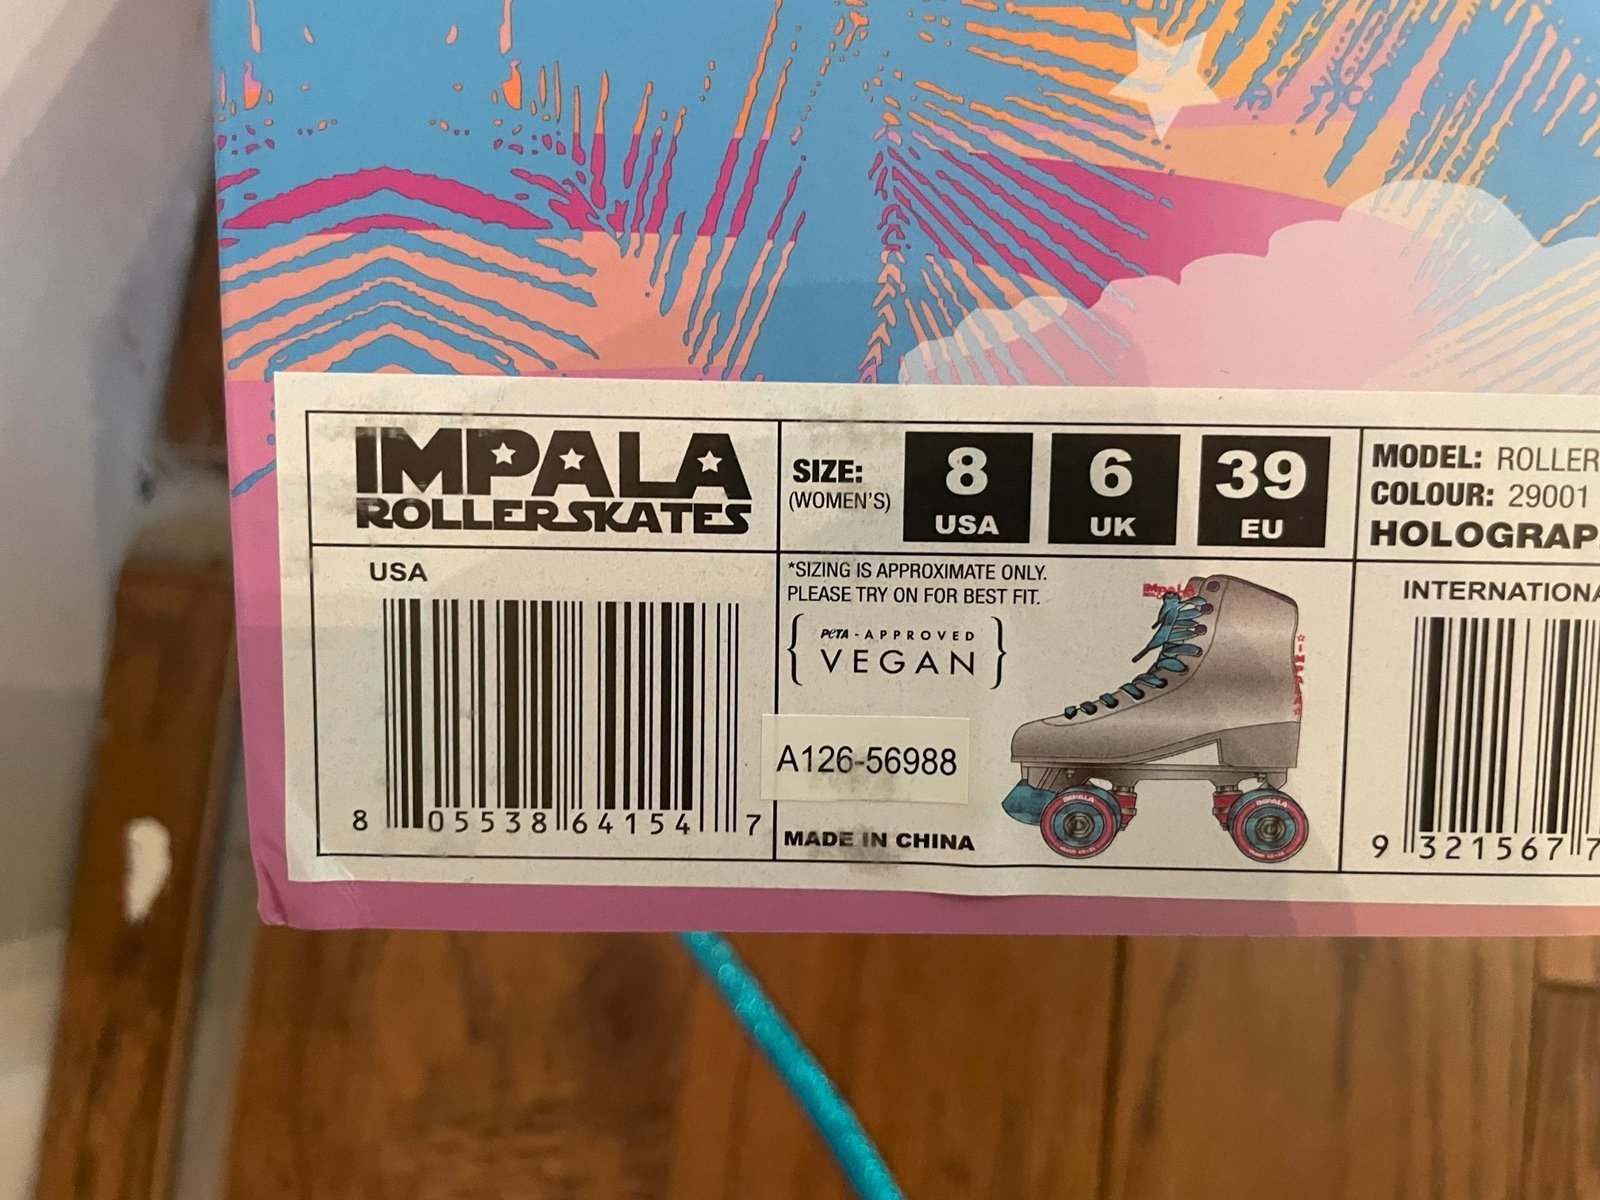 IMPALA
ROLLERSKATES
SIZE:
(WOMEN'S)
8
USA
6
UK
39
EU
MODEL: ROLLER
COLOUR: 29001
HOLOGRAP
USA
8 05538 64154 7
*SIZING IS APPROXIMATE ONLY.
PLEASE TRY ON FOR BEST FIT.
PeTA - APPROVED
VEGAN
A126-56988
MADE IN CHINA
IMPALA
IMPALA
IMPALA
INTERNATIONA
9 321567 7